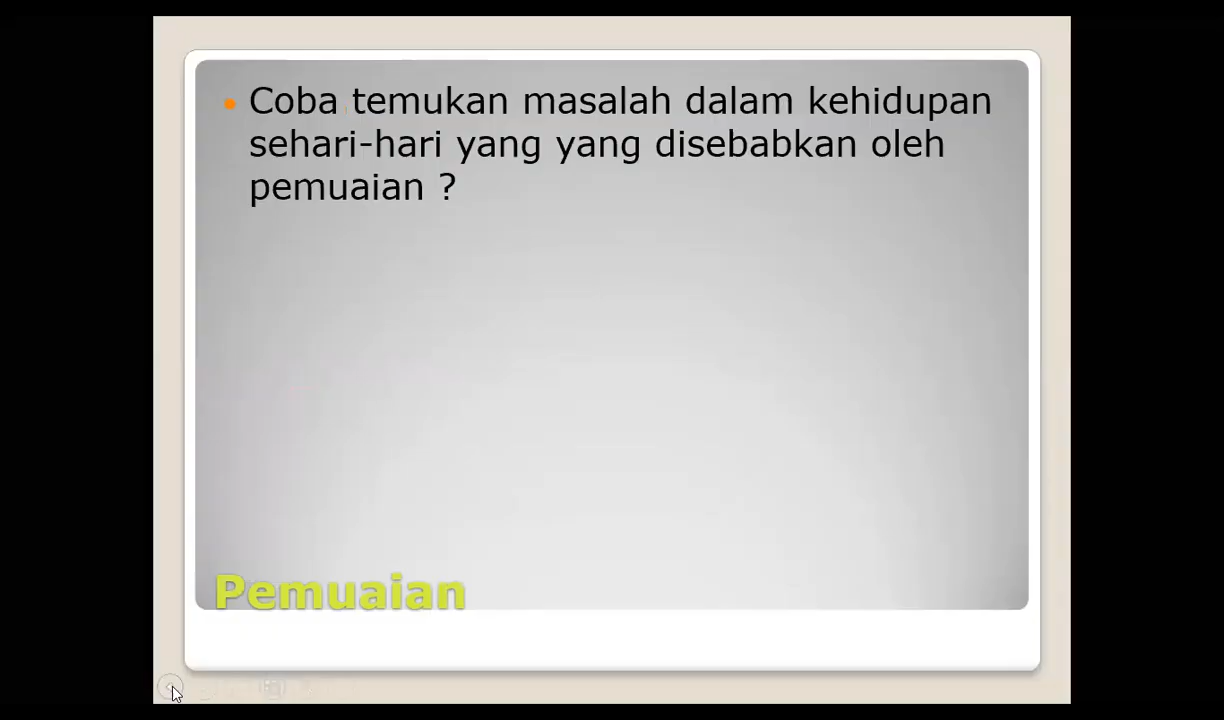 Coba temukan masalah dalam kehidupan
sehari-hari yang yang disebabkan oleh
pemuaian ?
Pemuaian